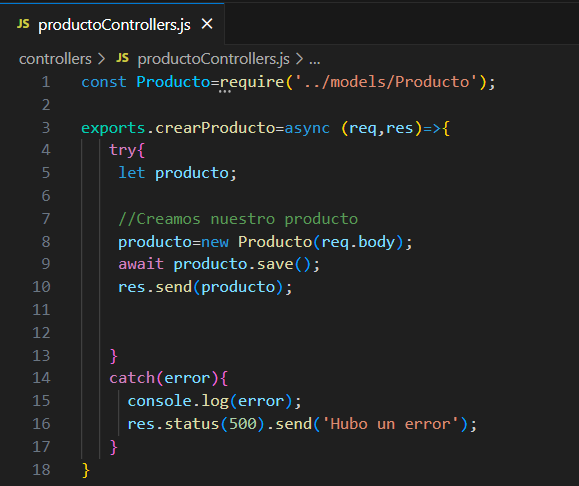 JS productoControllers.js ×
controllers > JS productoControllers.js > ...
1 const Producto=require('../models/Producto');
2
3 exports.crearProducto=async (req,res)=>{
4 try{
5 let producto;
6
7 //Creamos nuestro producto
8 producto=new Producto(req.body);
9 await producto.save();
10 res.send(producto);
11
12
13 }
14 catch(error){
15 console.log(error);
16 res.status(500).send('Hubo un error');
17 }
18 }